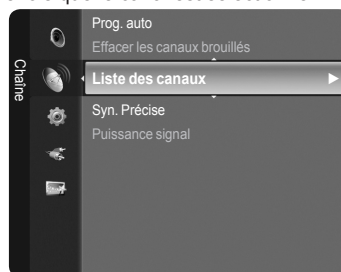 Prog. auto
Effacer les canaux brouillés
Liste des canaux
Syn. Précise
Puissance signal
Chaîne